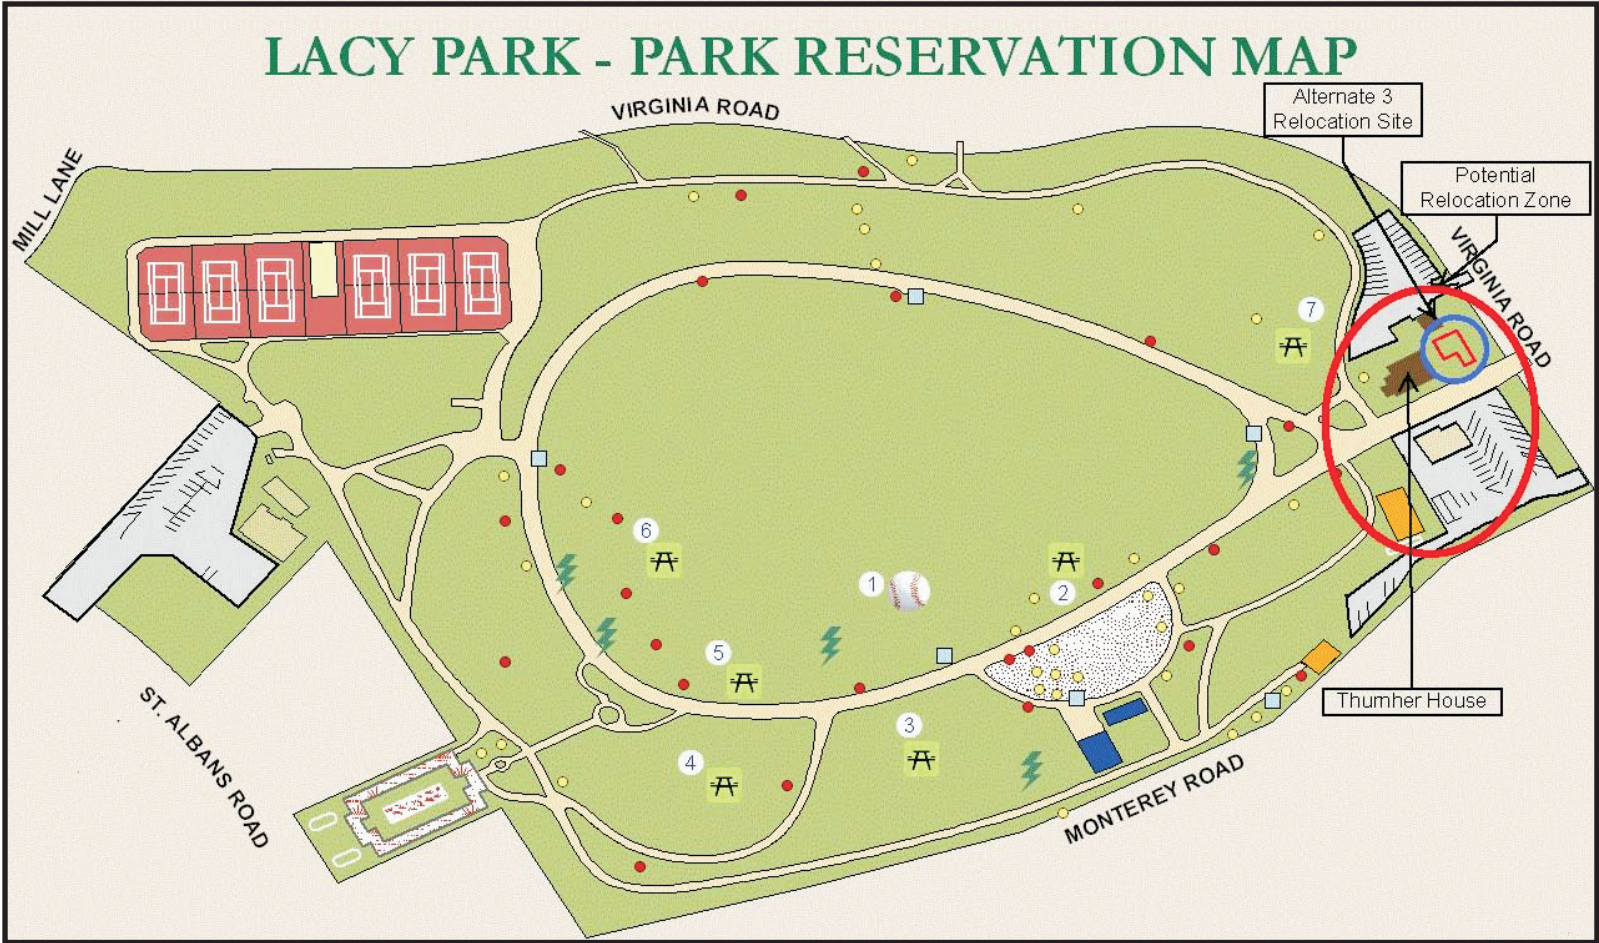 LACY PARK - PARK RESERVATION MAP
VIRGINIA ROAD
Alternate 3
Relocation Site
Potential
Relocation Zone
MILL LANE
VIRGINIA ROAD
7
6
1
2
5
3
4
Thurnher House
ST. ALBANS ROAD
MONTEREY ROAD